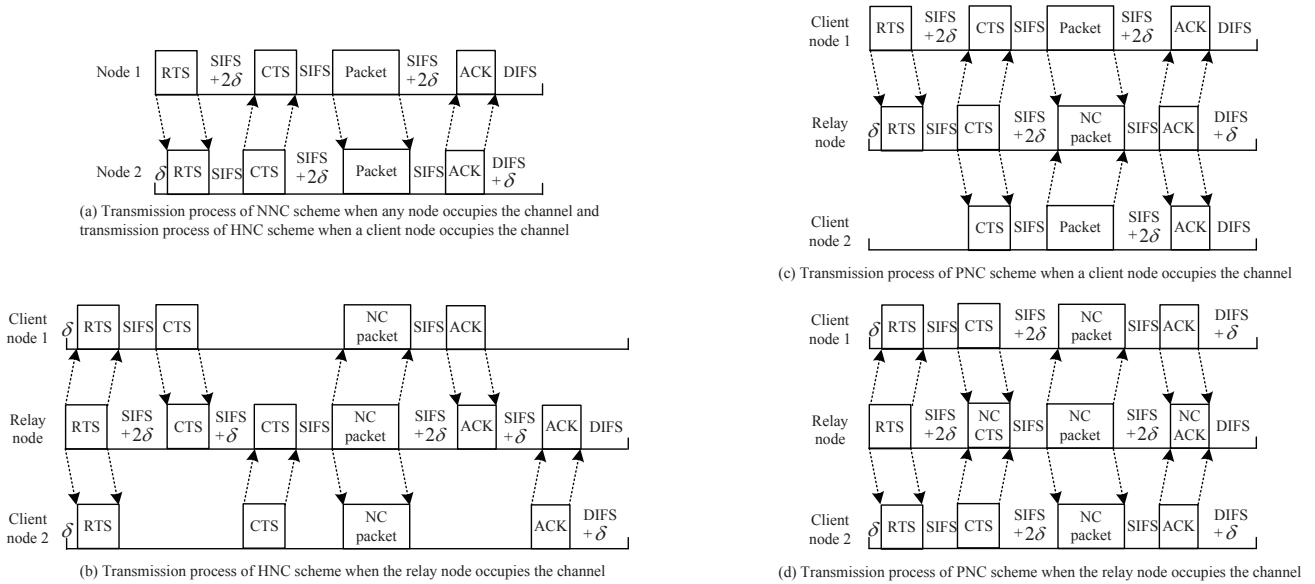 Node 1
RTS
SIFS
+2δ
CTS
SIFS
Packet
SIFS
+2δ
ACK
DIFS
Node 2
δ
RTS
SIFS
CTS
SIFS
+2δ
Packet
SIFS
ACK
DIFS
+δ
(a) Transmission process of NNC scheme when any node occupies the channel and
transmission process of HNC scheme when a client node occupies the channel
Client
node 1
δ
RTS
SIFS
CTS
NC
packet
SIFS
ACK
Relay
node
RTS
SIFS
+2δ
CTS
SIFS
+δ
CTS
SIFS
NC
packet
SIFS
+2δ
ACK
SIFS
+δ
ACK
DIFS
Client
node 2
δ
RTS
CTS
NC
packet
ACK
DIFS
+δ
(b) Transmission process of HNC scheme when the relay node occupies the channel
Client
node 1
RTS
SIFS
+2δ
CTS
SIFS
Packet
SIFS
+2δ
ACK
DIFS
Relay
node
δ
RTS
SIFS
CTS
SIFS
+2δ
NC
packet
SIFS
ACK
DIFS
+δ
Client
node 2
CTS
SIFS
Packet
SIFS
+2δ
ACK
DIFS
(c) Transmission process of PNC scheme when a client node occupies the channel
Client
node 1
δ
RTS
SIFS
CTS
SIFS
+2δ
NC
packet
SIFS
ACK
DIFS
+δ
Relay
node
RTS
SIFS
+2δ
NC
CTS
SIFS
NC
packet
SIFS
+2δ
NC
ACK
DIFS
Client
node 2
δ
RTS
SIFS
CTS
SIFS
+2δ
NC
packet
SIFS
ACK
DIFS
+δ
(d) Transmission process of PNC scheme when the relay node occupies the channel